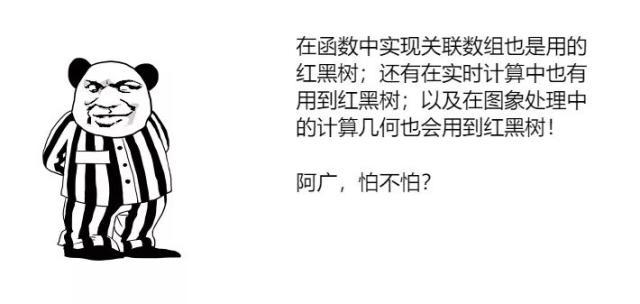 在函数中实现关联数组也是用的
红黑树；还有在实时计算中也有
用到红黑树；以及在图象处理中
的计算几何也会用到红黑树！
阿广，怕不怕？